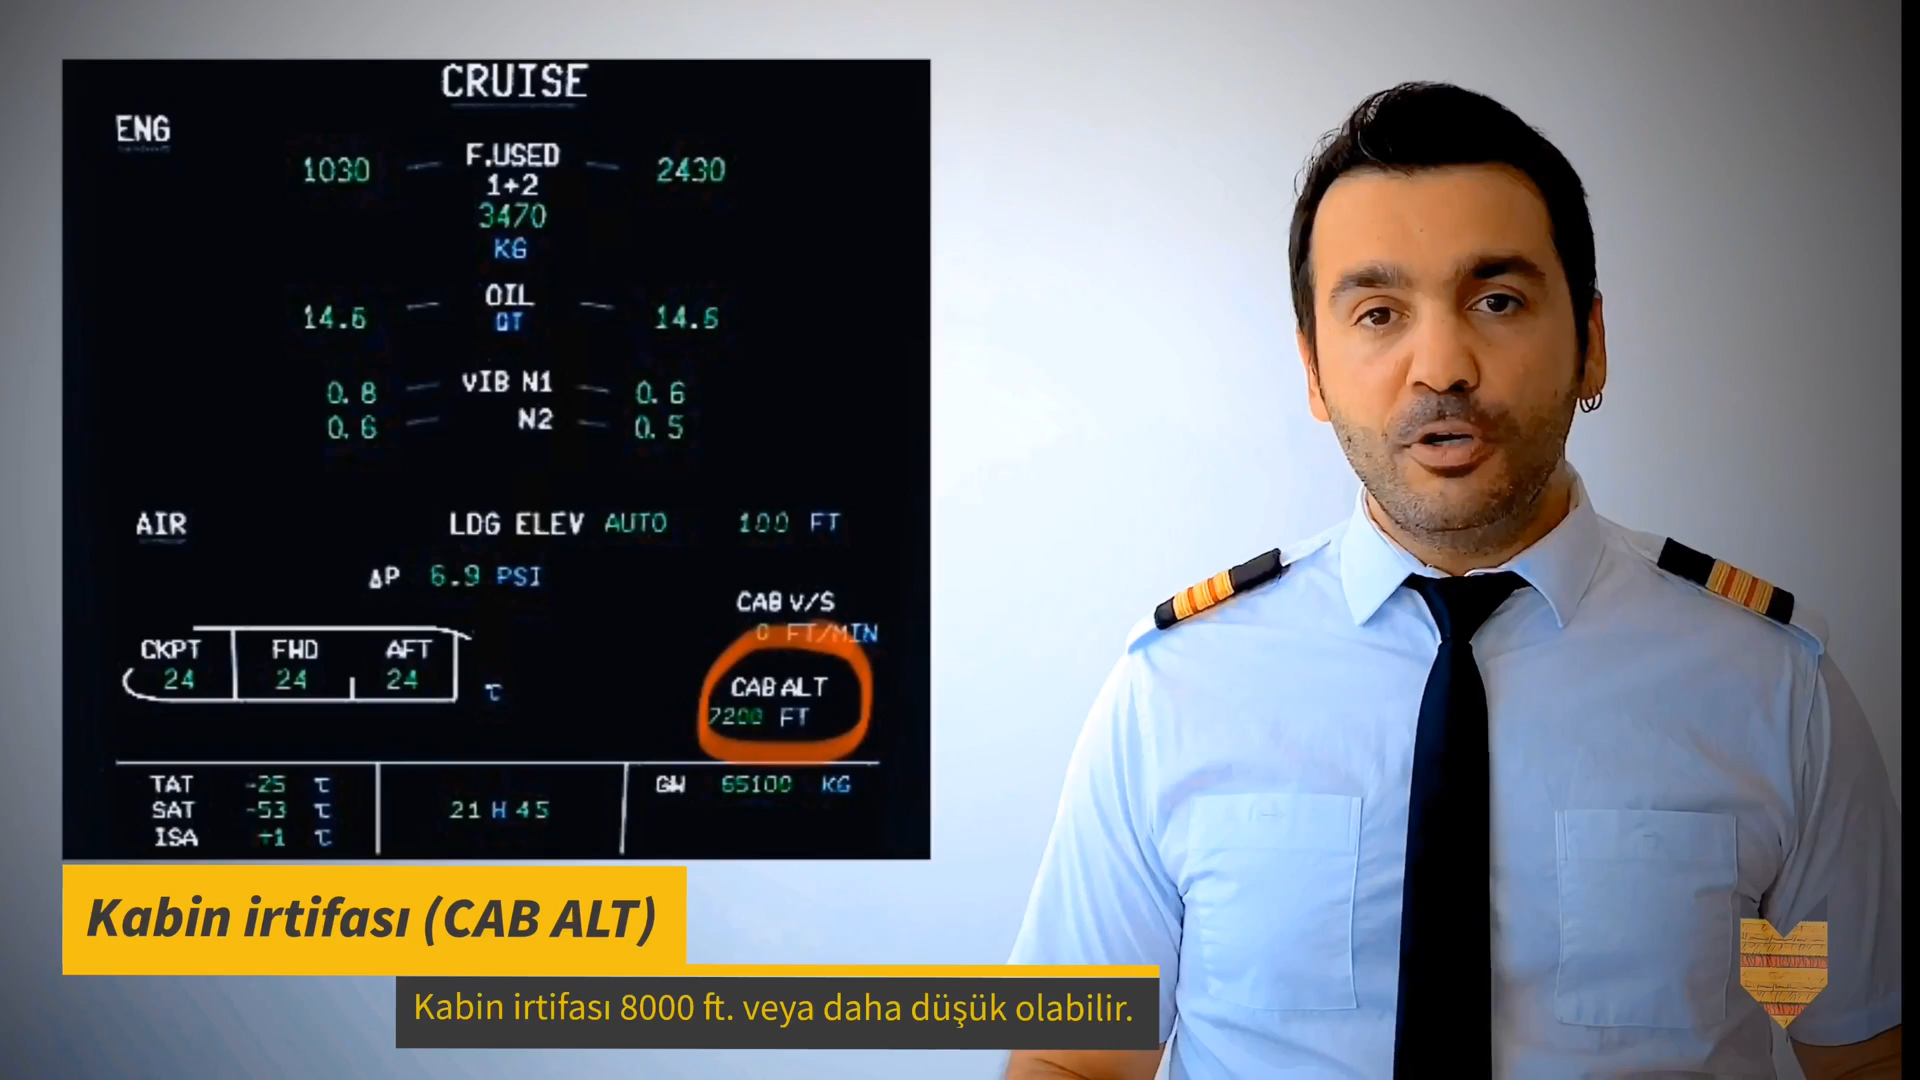 CRUISE
ENG
F.USED
1030 2430
1+2
3470
KG
OIL
14.6 QT 14.6
VIB N1
0.8 0.6
N2
0.6 0.5
AIR LDG ELEV AUTO 100 FT
ΔP 6.9 PSI
CAB V/S
0 FT/MIN
CKPT FWD AFT
24 24 24 °C
CAB ALT
7200 FT
TAT -25 °C GW 65100 KG
SAT -53 °C 21 H 45
ISA +1 °C
Kabin irtifası (CAB ALT)
Kabin irtifası 8000 ft. veya daha düşük olabilir.